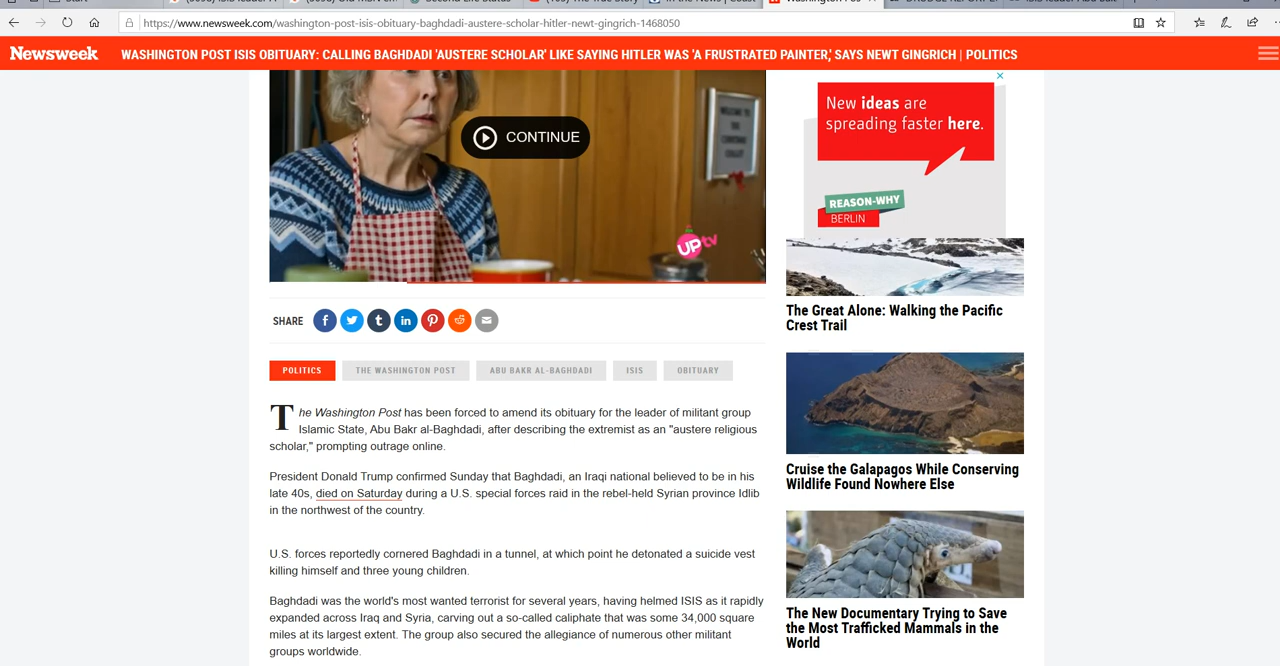 https://www.newsweek.com/washington-post-isis-obituary-baghdadi-austere-scholar-hitler-newt-gingrich-1468050
Newsweek
WASHINGTON POST ISIS OBITUARY: CALLING BAGHDADI 'AUSTERE SCHOLAR' LIKE SAYING HITLER WAS 'A FRUSTRATED PAINTER,' SAYS NEWT GINGRICH | POLITICS
CONTINUE
UPtv
SHARE
POLITICS
THE WASHINGTON POST
ABU BAKR AL-BAGHDADI
ISIS
OBITUARY
The Washington Post has been forced to amend its obituary for the leader of militant group
Islamic State, Abu Bakr al-Baghdadi, after describing the extremist as an "austere religious
scholar," prompting outrage online.
President Donald Trump confirmed Sunday that Baghdadi, an Iraqi national believed to be in his
late 40s, died on Saturday during a U.S. special forces raid in the rebel-held Syrian province Idlib
in the northwest of the country.
U.S. forces reportedly cornered Baghdadi in a tunnel, at which point he detonated a suicide vest
killing himself and three young children.
Baghdadi was the world's most wanted terrorist for several years, having helmed ISIS as it rapidly
expanded across Iraq and Syria, carving out a so-called caliphate that was some 34,000 square
miles at its largest extent. The group also secured the allegiance of numerous other militant
groups worldwide.
New ideas are
spreading faster here.
REASON-WHY
BERLIN
The Great Alone: Walking the Pacific
Crest Trail
Cruise the Galapagos While Conserving
Wildlife Found Nowhere Else
The New Documentary Trying to Save
the Most Trafficked Mammals in the
World